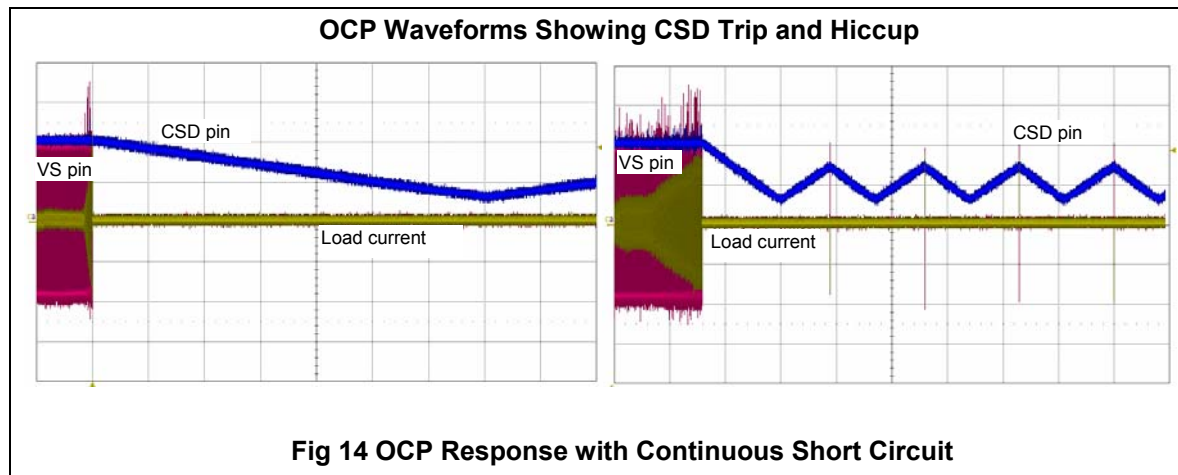 OCP Waveforms Showing CSD Trip and Hiccup
CSD pin
VS pin
Load current
CSD pin
VS pin
Load current
Fig 14 OCP Response with Continuous Short Circuit